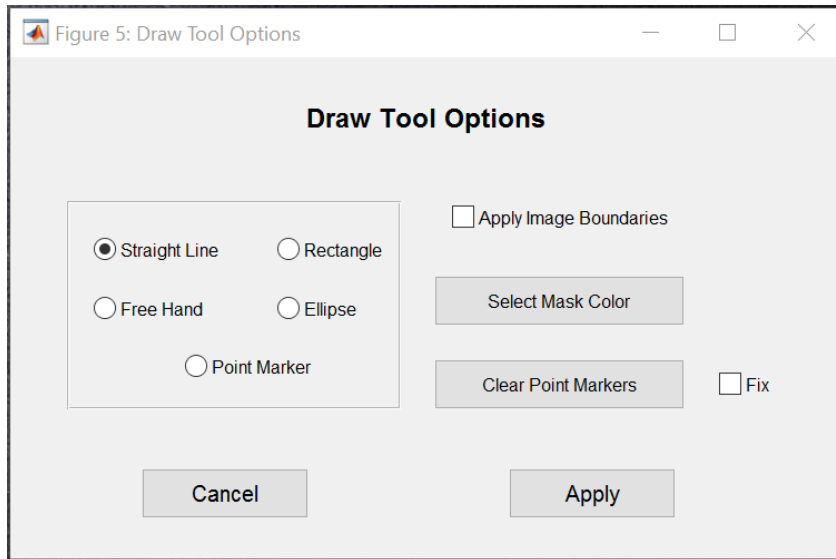 Figure 5: Draw Tool Options
Draw Tool Options
Straight Line
Rectangle
Free Hand
Ellipse
Point Marker
Apply Image Boundaries
Select Mask Color
Clear Point Markers
Fix
Cancel
Apply